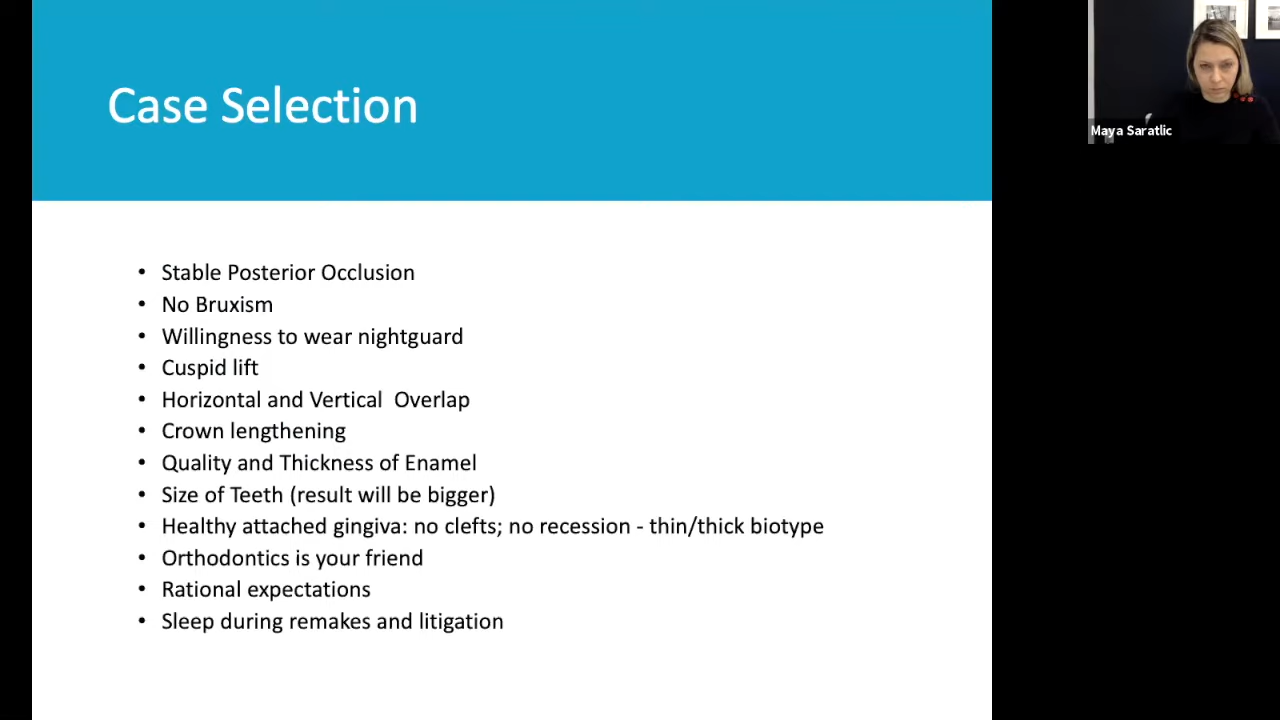 Case Selection
• Stable Posterior Occlusion
• No Bruxism
• Willingness to wear nightguard
• Cuspid lift
• Horizontal and Vertical  Overlap
• Crown lengthening
• Quality and Thickness of Enamel
• Size of Teeth (result will be bigger)
• Healthy attached gingiva: no clefts; no recession - thin/thick biotype
• Orthodontics is your friend
• Rational expectations
• Sleep during remakes and litigation
Maya Saratlic